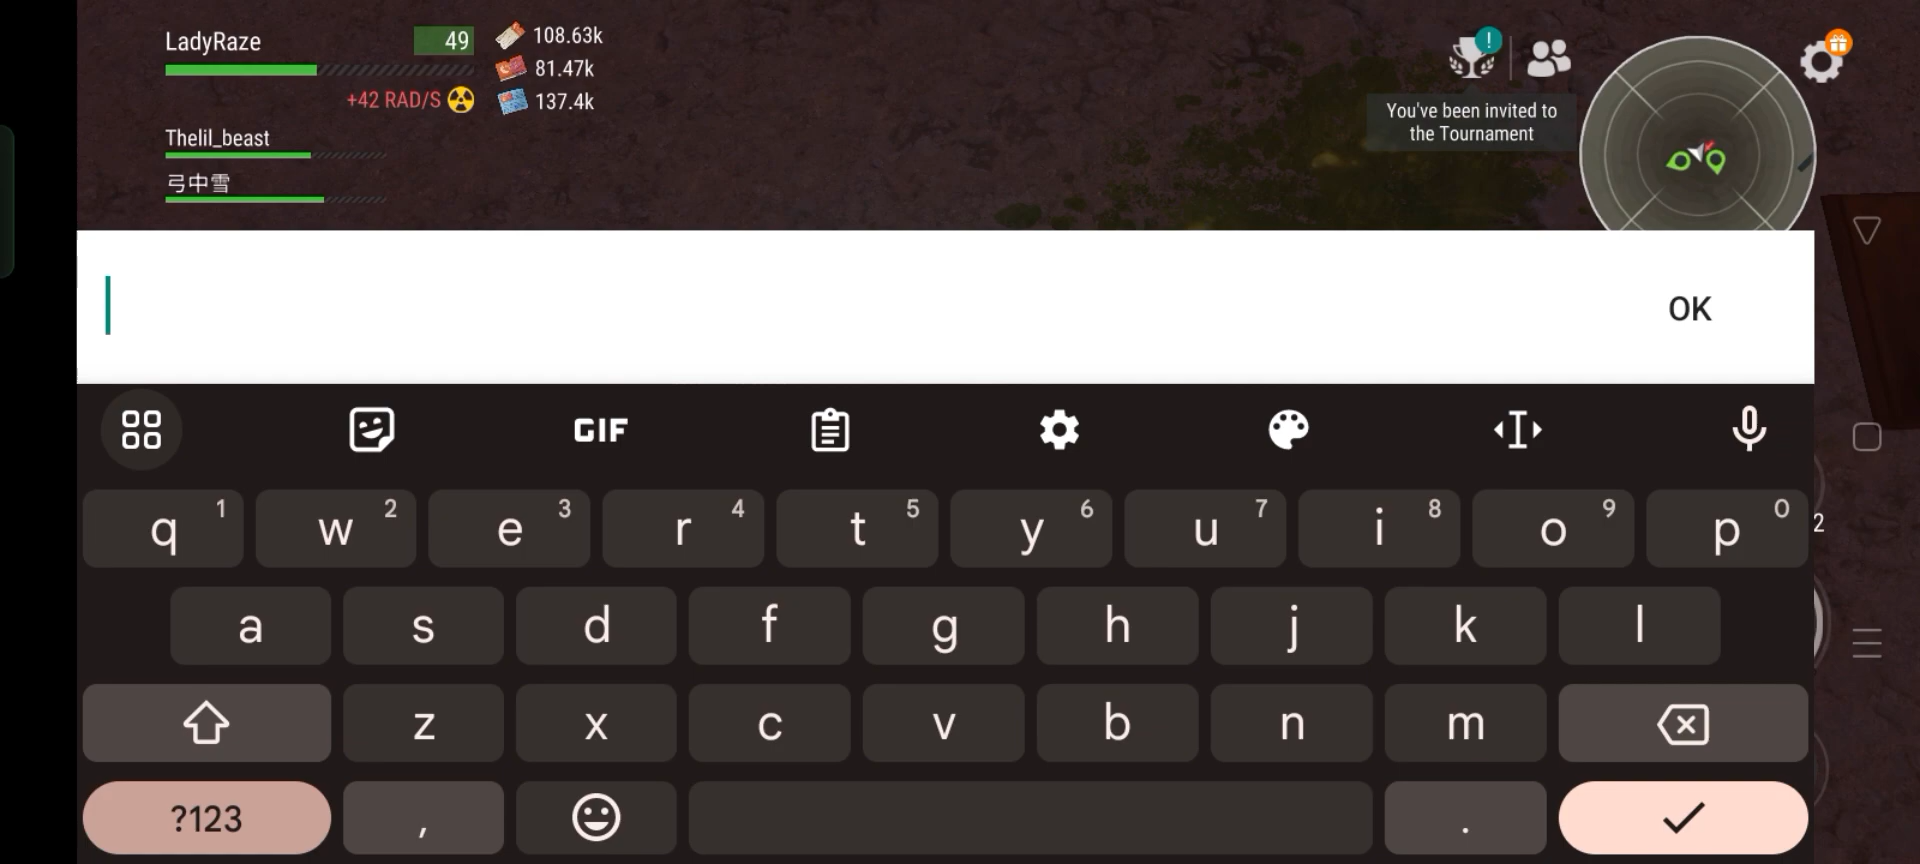 LadyRaze 49
+42 RAD/S
108.63k
81.47k
137.4k
Thelil_beast
弓中雪
!
You've been invited to
the Tournament
OK
GIF
q 1 w 2 e 3 r 4 t 5 y 6 u 7 i 8 o 9 p 0
2
a s d f g h j k l
z x c v b n m
?123 , .